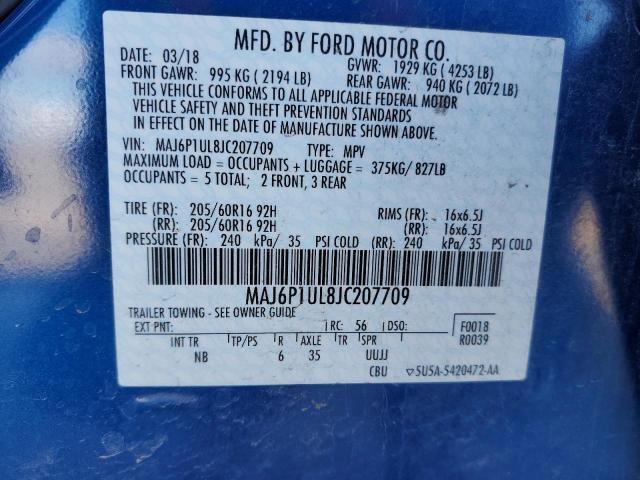 MFD. BY FORD MOTOR CO.
DATE: 03/18 GVWR: 1929 KG ( 4253 LB)
FRONT GAWR: 995 KG ( 2194 LB) REAR GAWR: 940 KG ( 2072 LB)
THIS VEHICLE CONFORMS TO ALL APPLICABLE FEDERAL MOTOR
VEHICLE SAFETY AND THEFT PREVENTION STANDARDS
IN EFFECT ON THE DATE OF MANUFACTURE SHOWN ABOVE.
VIN: MAJ6P1UL8JC207709 TYPE: MPV
MAXIMUM LOAD = OCCUPANTS + LUGGAGE = 375KG/ 827LB
OCCUPANTS = 5 TOTAL; 2 FRONT, 3 REAR
TIRE (FR): 205/60R16 92H RIMS (FR): 16x6.5J
(RR): 205/60R16 92H (RR): 16x6.5J
PRESSURE (FR): 240 kPa/ 35 PSI COLD (RR): 240 kPa/ 35 PSI COLD
MAJ6P1UL8JC207709
TRAILER TOWING - SEE OWNER GUIDE
EXT PNT: RC: 56 DSO: F0018
R0039
INT TR TP/PS R AXLE TR SPR
NB 6 35 UUJJ
CBU ▽5U5A-5420472-AA